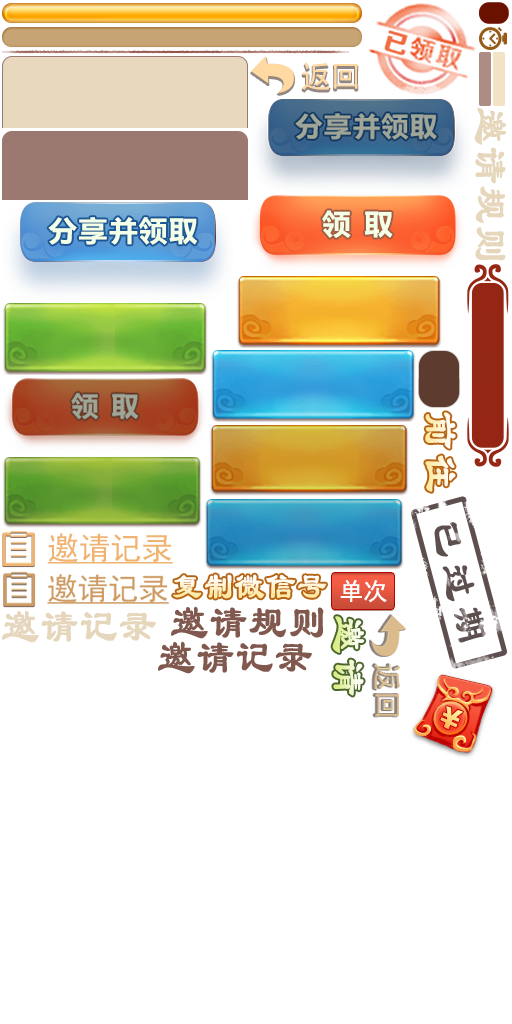 已领取
返回
分享并领取
邀请规则
分享并领取
领取
领取
前往
已过期
邀请记录
邀请记录
复制微信号
单次
邀请记录
邀请规则
邀请
邀请记录
返回